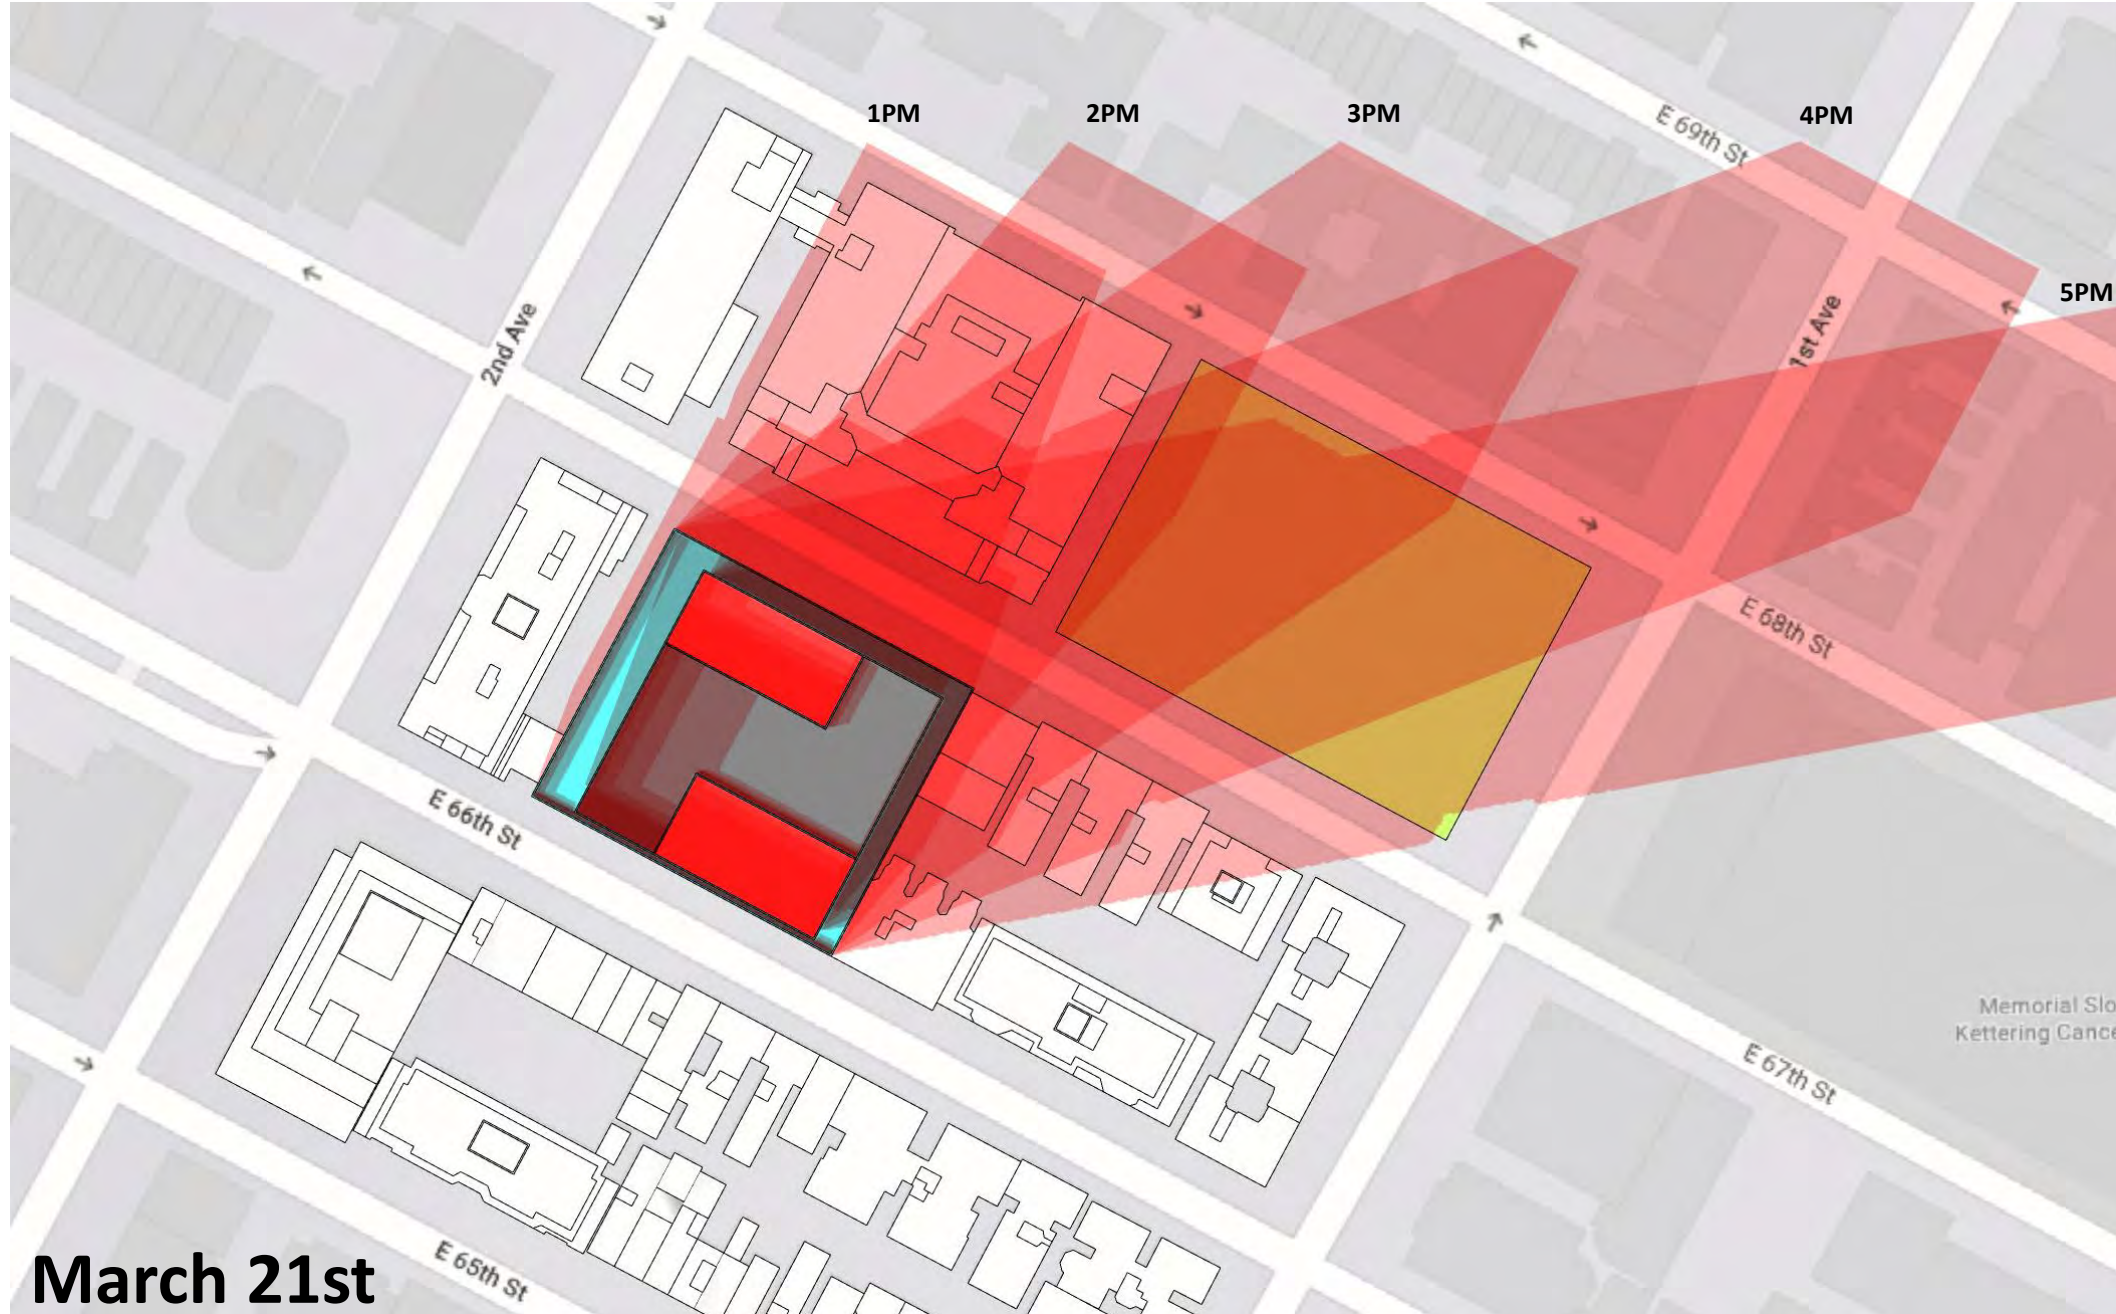 1PM
2PM
3PM
4PM
E 69th St
5PM
2nd Ave
1st Ave
E 68th St
E 66th St
Memorial Slo
Kettering Cance
E 67th St
E 65th St
March 21st